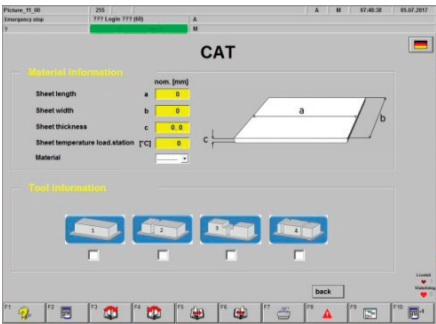 Picture_11_00 255 A M 07:40:38 05.07.2017
Emergency stop ??? Login ??? (60) A
? M
CAT
Material information
nom. [mm]
Sheet length a 0
Sheet width b 0
Sheet thickness c 0,0
Sheet temperature load.station [°C] 0
Material
a
b
c
Tool information
1 2 3 4
back
F1 F2 F3 F4 F5 F6 F7 F8 F9 F10